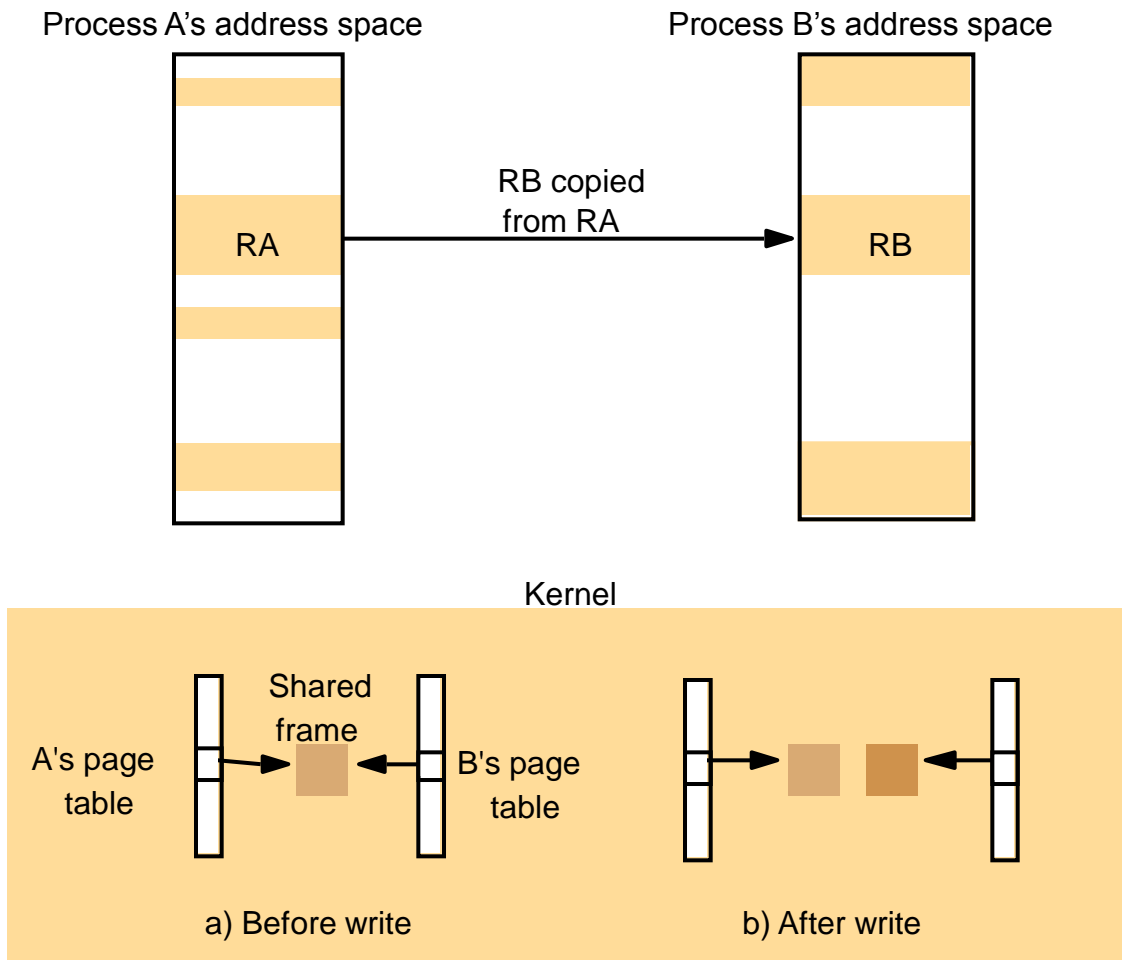 Process A’s address space
Process B’s address space
RB copied
from RA
RA
RB
Kernel
Shared
frame
A's page
table
B's page
table
a) Before write
b) After write